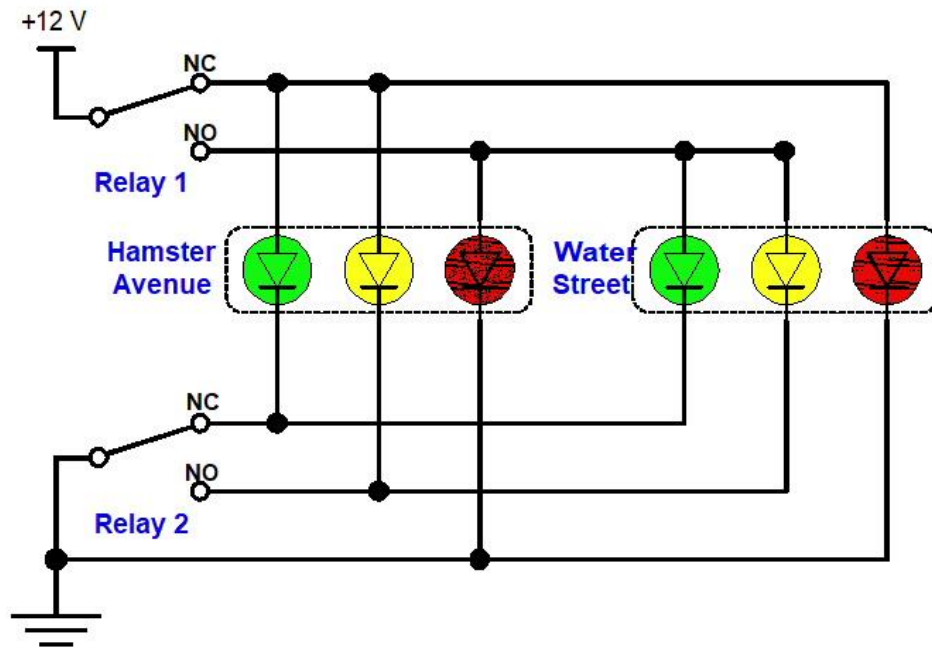 +12 V
NC
NO
Relay 1
Hamster
Avenue
Water
Street
NC
NO
Relay 2